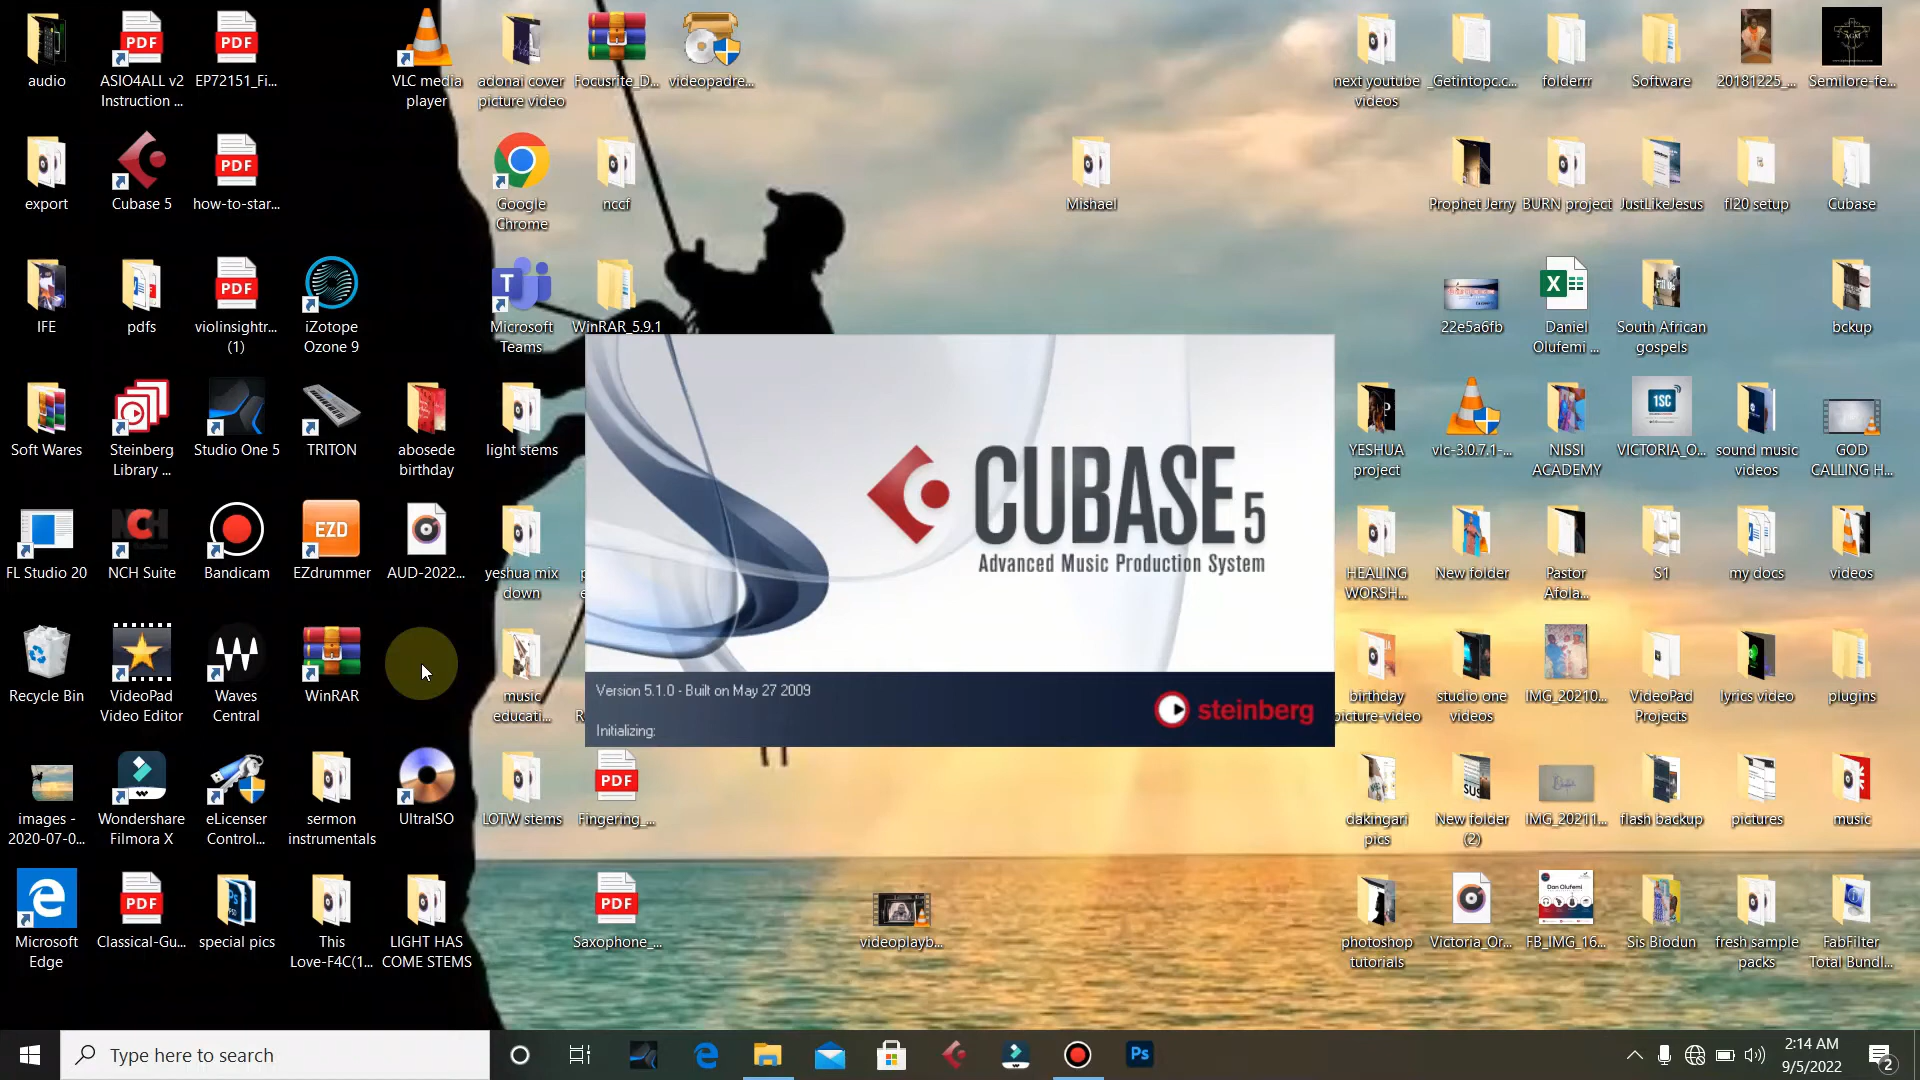 audio
ASIO4ALL v2
Instruction ...
EP72151_Fi...
VLC media
player
adonai cover
picture video
Focusrite_D...
videopadre...
next youtube
videos
_Getintopc.c...
folderrr
Software
20181225_...
Semilore-fe...
export
Cubase 5
how-to-star...
Google
Chrome
nccf
Mishael
Prophet Jerry
BURN project
JustLikeJesus
fl20 setup
Cubase
IFE
pdfs
violinsightr...
(1)
iZotope
Ozone 9
Microsoft
Teams
WinRAR_5.9.1
22e5a6fb
Daniel
Olufemi ...
South African
gospels
bckup
Soft Wares
Steinberg
Library ...
Studio One 5
TRITON
abosede
birthday
light stems
YESHUA
project
vlc-3.0.7.1-...
NISSI
ACADEMY
1SC
VICTORIA_O...
sound music
videos
GOD
CALLING H...
CUBASE 5
Advanced Music Production System
FL Studio 20
NCH Suite
Bandicam
EZD
EZdrummer
AUD-2022...
yeshua mix
down
HEALING
WORSH...
New folder
Pastor
Afola...
S1
my docs
videos
Recycle Bin
VideoPad
Video Editor
Waves
Central
WinRAR
music
educati...
Version 5.1.0 - Built on May 27 2009
Initializing:
steinberg
birthday
picture-video
studio one
videos
IMG_20210...
VideoPad
Projects
lyrics video
plugins
images -
2020-07-0...
Wondershare
Filmora X
eLicenser
Control...
sermon
instrumentals
UltraISO
LOTW stems
PDF
Fingering_...
dakingari
pics
New folder
(2)
IMG_20211...
flash backup
pictures
music
Microsoft
Edge
PDF
Classical-Gu...
special pics
This
Love-F4C(1...
LIGHT HAS
COME STEMS
PDF
Saxophone_...
videoplayb...
photoshop
tutorials
Victoria_Or...
Dan Olufemi
FB_IMG_16...
Sis Biodun
fresh sample
packs
FabFilter
Total Bundl...
Type here to search
Ps
2:14 AM
9/5/2022
2